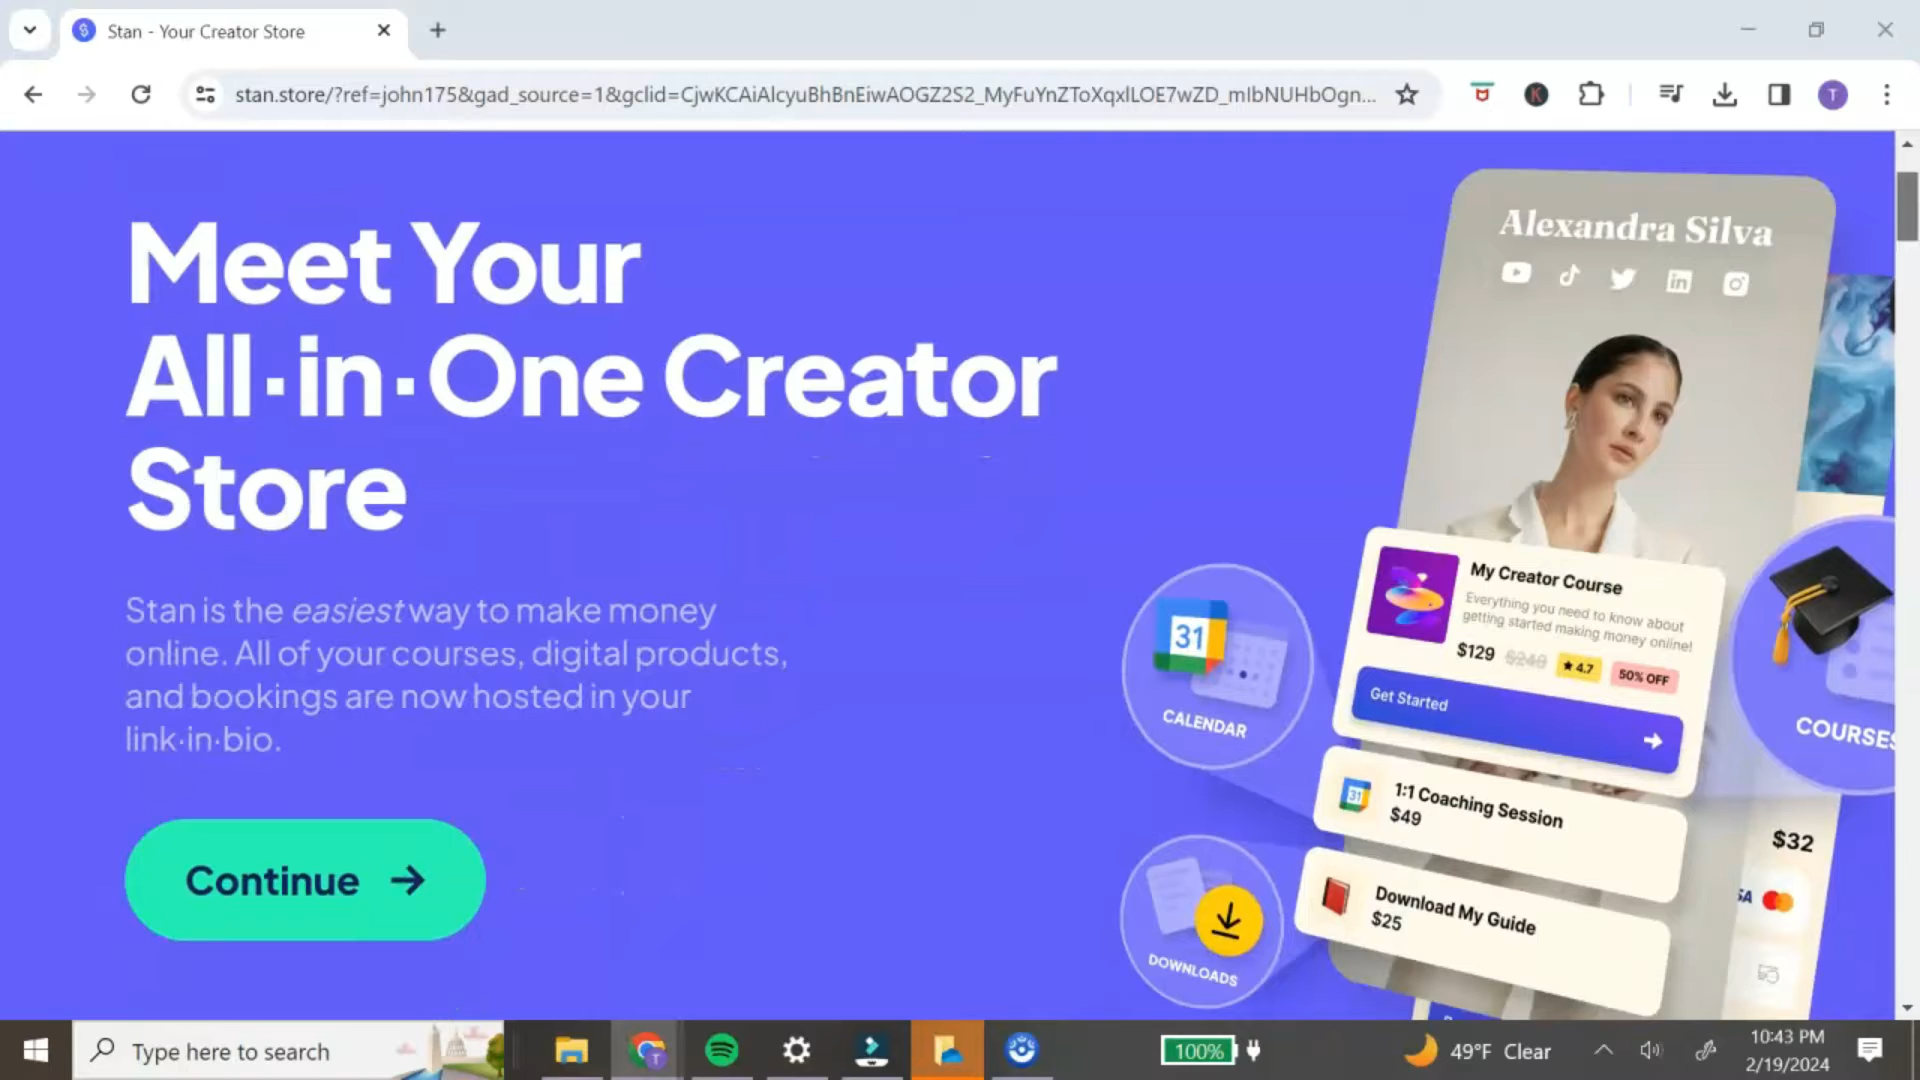 Stan - Your Creator Store
stan.store/?ref=john175&gad_source=1&gclid=CjwKCAiAlcyuBhBnEiwAOGZ2S2_MyFuYnZToXqxlLOE7wZD_mIbNUHbOgn...
T
Meet Your
All·in·One Creator
Store
Stan is the easiest way to make money
online. All of your courses, digital products,
and bookings are now hosted in your
link·in·bio.
Continue
Alexandra Silva
My Creator Course
Everything you need to know about
getting started making money online!
$129 $240 4.7 50% OFF
Get Started
31
CALENDAR
COURSES
31
1:1 Coaching Session
$49
Download My Guide
$25
DOWNLOADS
$32
Type here to search
100%
49°F Clear
10:43 PM
2/19/2024